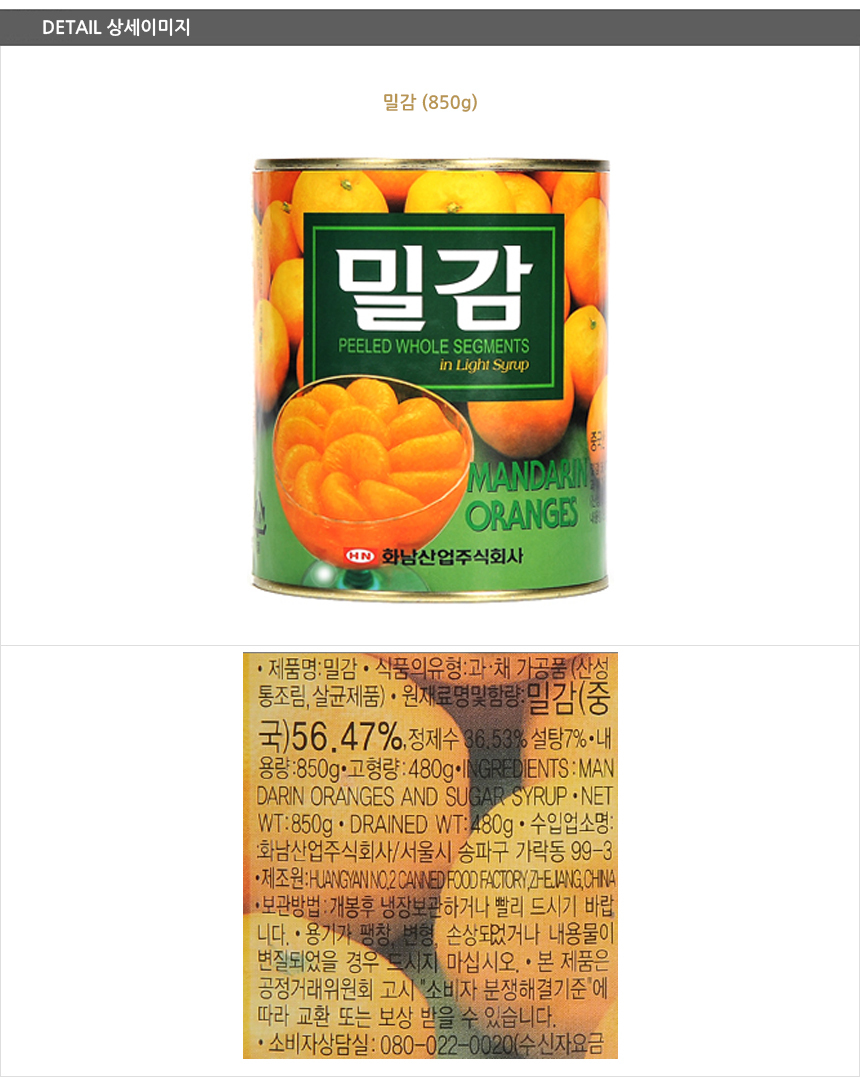 DETAIL 상세이미지
밀감 (850g)
밀감
PEELED WHOLE SEGMENTS
in Light Syrup
MANDARIN
ORANGES
HN 화남산업주식회사
• 제품명:밀감 • 식품의유형:과·채 가공품 (산성
통조림, 살균제품) • 원재료명및함량:밀감(중
국)56.47%,정제수 36.53% 설탕7%•내
용량:850g•고형량:480g•INGREDIENTS:MAN
DARIN ORANGES AND SUGAR SYRUP •NET
WT:850g • DRAINED WT:480g • 수입업소명:
화남산업주식회사/서울시 송파구 가락동 99-3
•제조원:HUANGYAN NO,2 CANNED FOOD FACTORY,ZHEJIANG,CHINA
•보관방법:개봉후 냉장보관하거나 빨리 드시기 바랍
니다. • 용기가 팽창, 변형, 손상되었거나 내용물이
변질되었을 경우 드시지 마십시오. • 본 제품은
공정거래위원회 고시 "소비자 분쟁해결기준"에
따라 교환 또는 보상 받을 수 있습니다.
• 소비자상담실: 080-022-0020(수신자요금